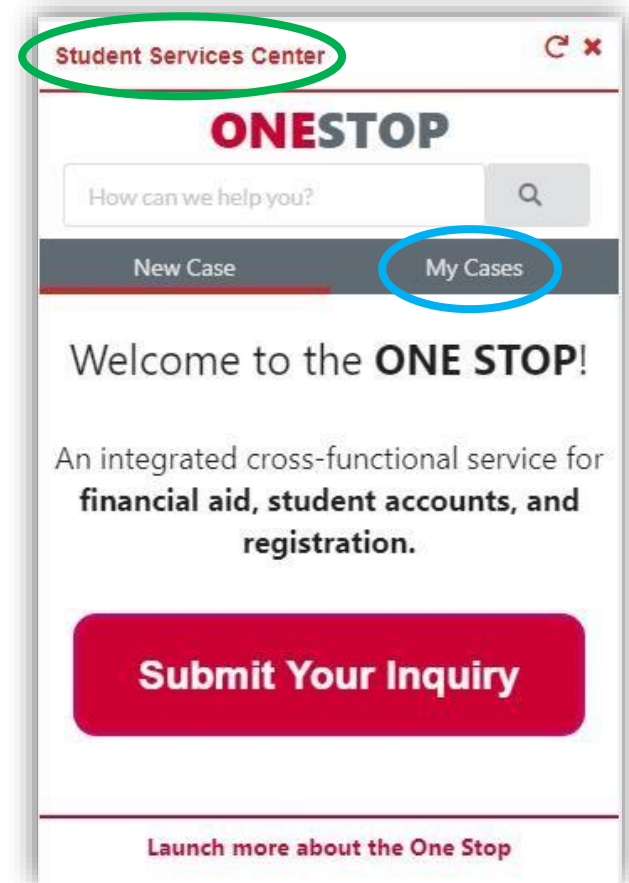 Student Services Center
ONESTOP
How can we help you?
New Case My Cases
Welcome to the ONE STOP!
An integrated cross-functional service for
financial aid, student accounts, and
registration.
Submit Your Inquiry
Launch more about the One Stop